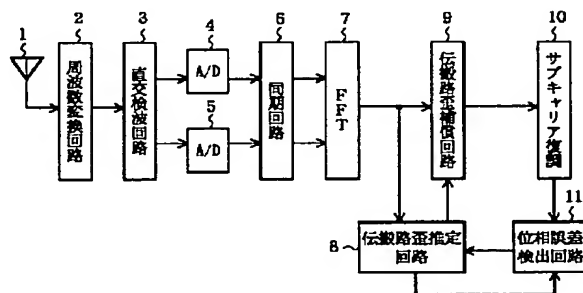 1
2
3
4
6
7
9
10
周波数変換回路
直交検波回路
A/D
5
A/D
同期回路
FFT
伝搬路歪補償回路
サブキャリア復調
11
8
伝搬路歪推定
回路
位相誤差
検出回路